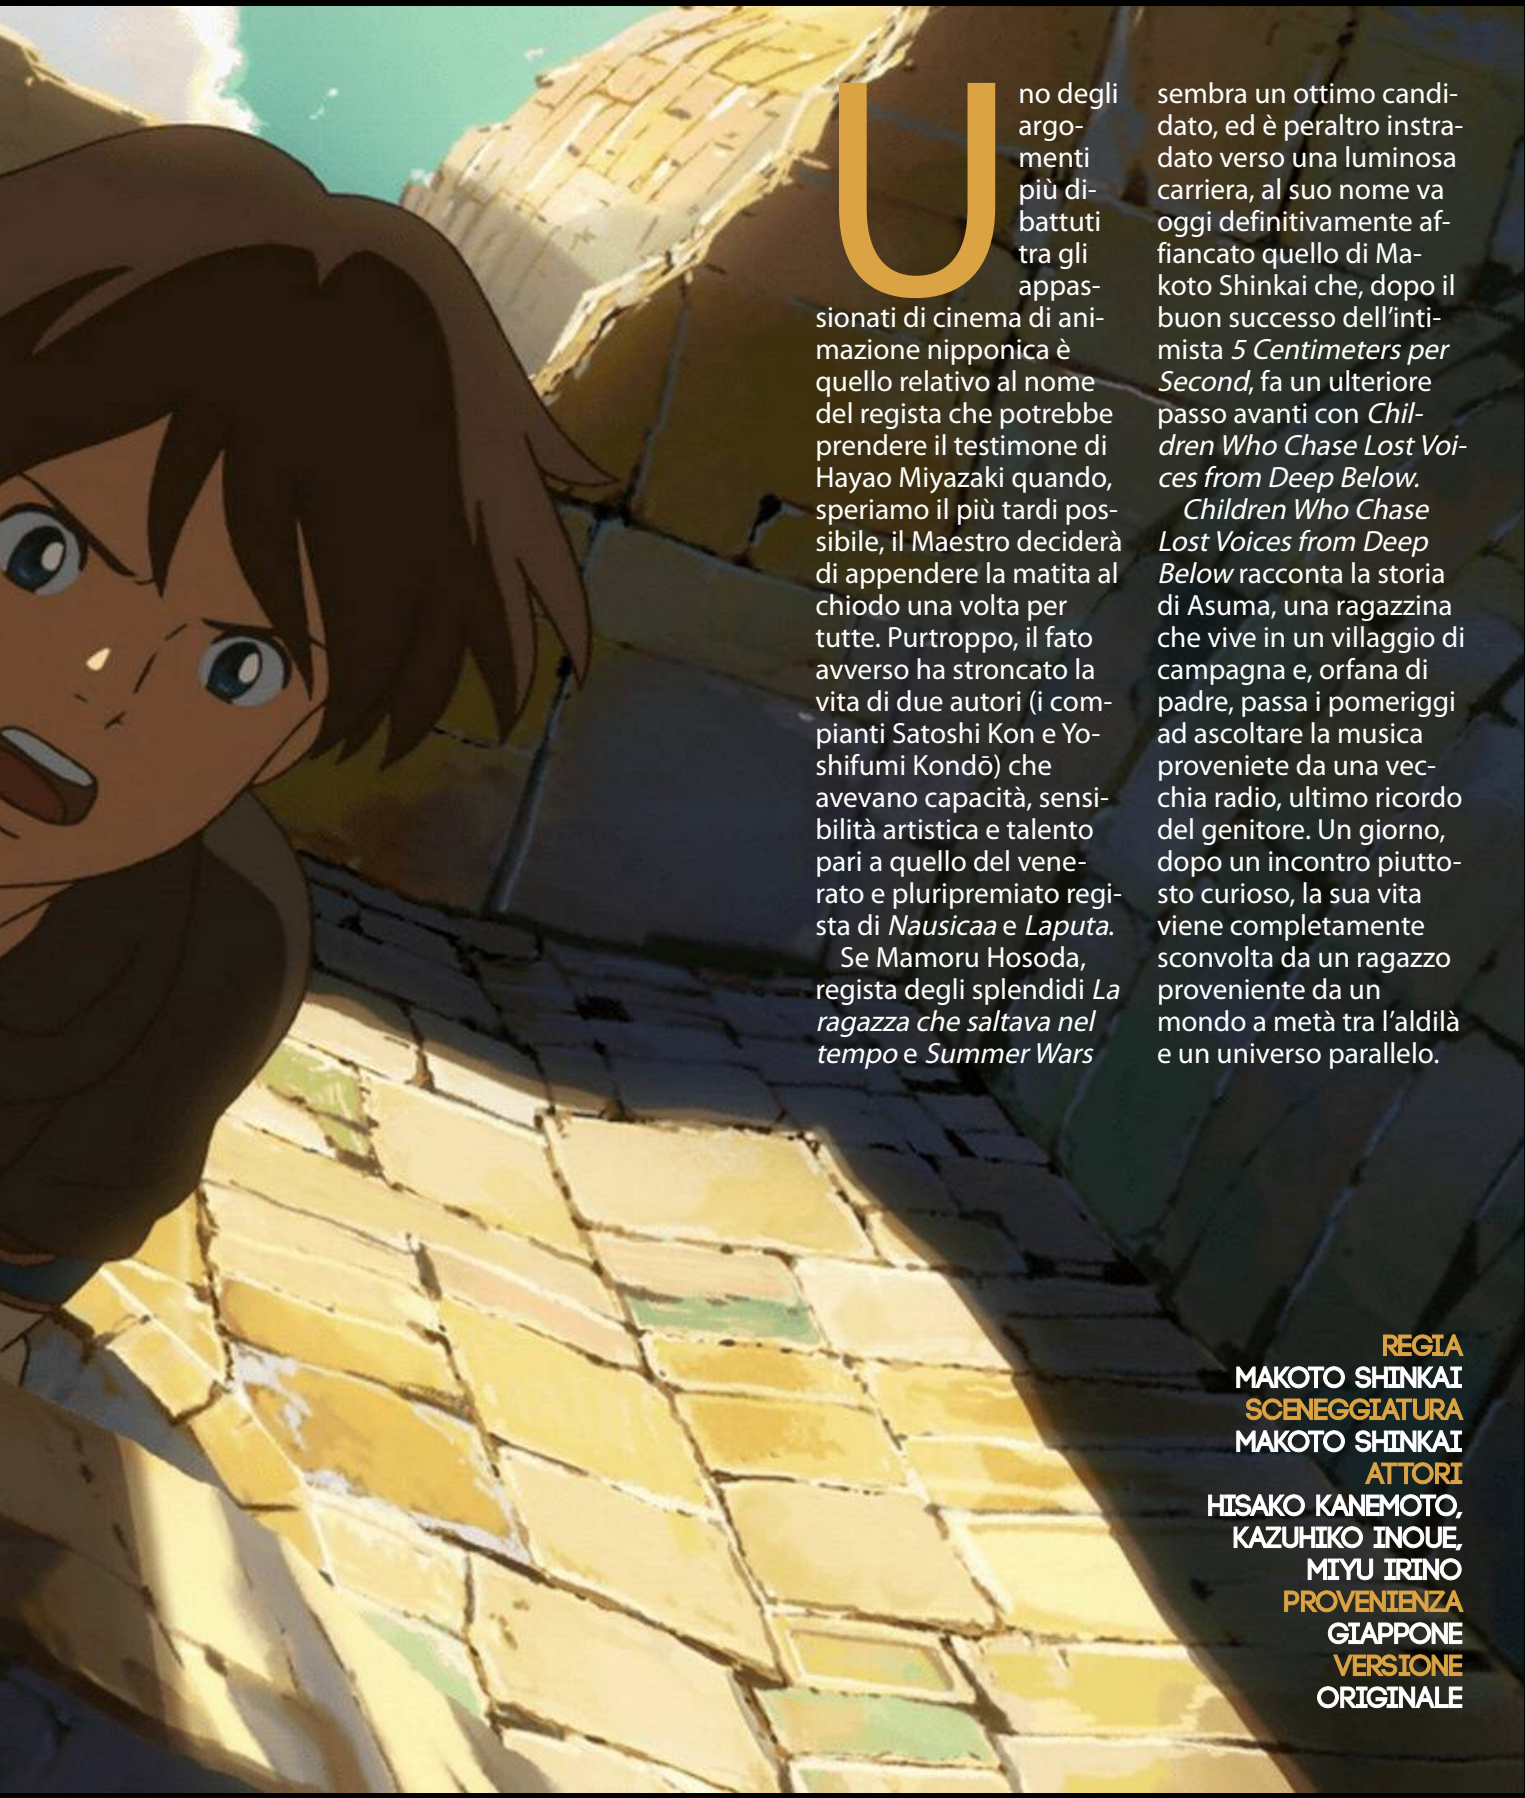 U
no degli
argo-
menti
più di-
battuti
tra gli
appas-
sionati di cinema di ani-
mazione nipponica è
quello relativo al nome
del regista che potrebbe
prendere il testimone di
Hayao Miyazaki quando,
speriamo il più tardi pos-
sibile, il Maestro deciderà
di appendere la matita al
chiodo una volta per
tutte. Purtroppo, il fato
avverso ha stroncato la
vita di due autori (i com-
pianti Satoshi Kon e Yo-
shifumi Kondō) che
avevano capacità, sensi-
bilità artistica e talento
pari a quello del vene-
rato e pluripremiato regi-
sta di Nausicaa e Laputa.
Se Mamoru Hosoda,
regista degli splendidi La
ragazza che saltava nel
tempo e Summer Wars
sembra un ottimo candi-
dato, ed è peraltro instra-
dato verso una luminosa
carriera, al suo nome va
oggi definitivamente af-
fiancato quello di Ma-
koto Shinkai che, dopo il
buon successo dell'inti-
mista 5 Centimeters per
Second, fa un ulteriore
passo avanti con Chil-
dren Who Chase Lost Voi-
ces from Deep Below.
Children Who Chase
Lost Voices from Deep
Below racconta la storia
di Asuma, una ragazzina
che vive in un villaggio di
campagna e, orfana di
padre, passa i pomeriggi
ad ascoltare la musica
proveniete da una vec-
chia radio, ultimo ricordo
del genitore. Un giorno,
dopo un incontro piutto-
sto curioso, la sua vita
viene completamente
sconvolta da un ragazzo
proveniente da un
mondo a metà tra l'aldilà
e un universo parallelo.
REGIA
MAKOTO SHINKAI
SCENEGGIATURA
MAKOTO SHINKAI
ATTORI
HISAKO KANEMOTO,
KAZUHIKO INOUE,
MIYU IRINO
PROVENIENZA
GIAPPONE
VERSIONE
ORIGINALE